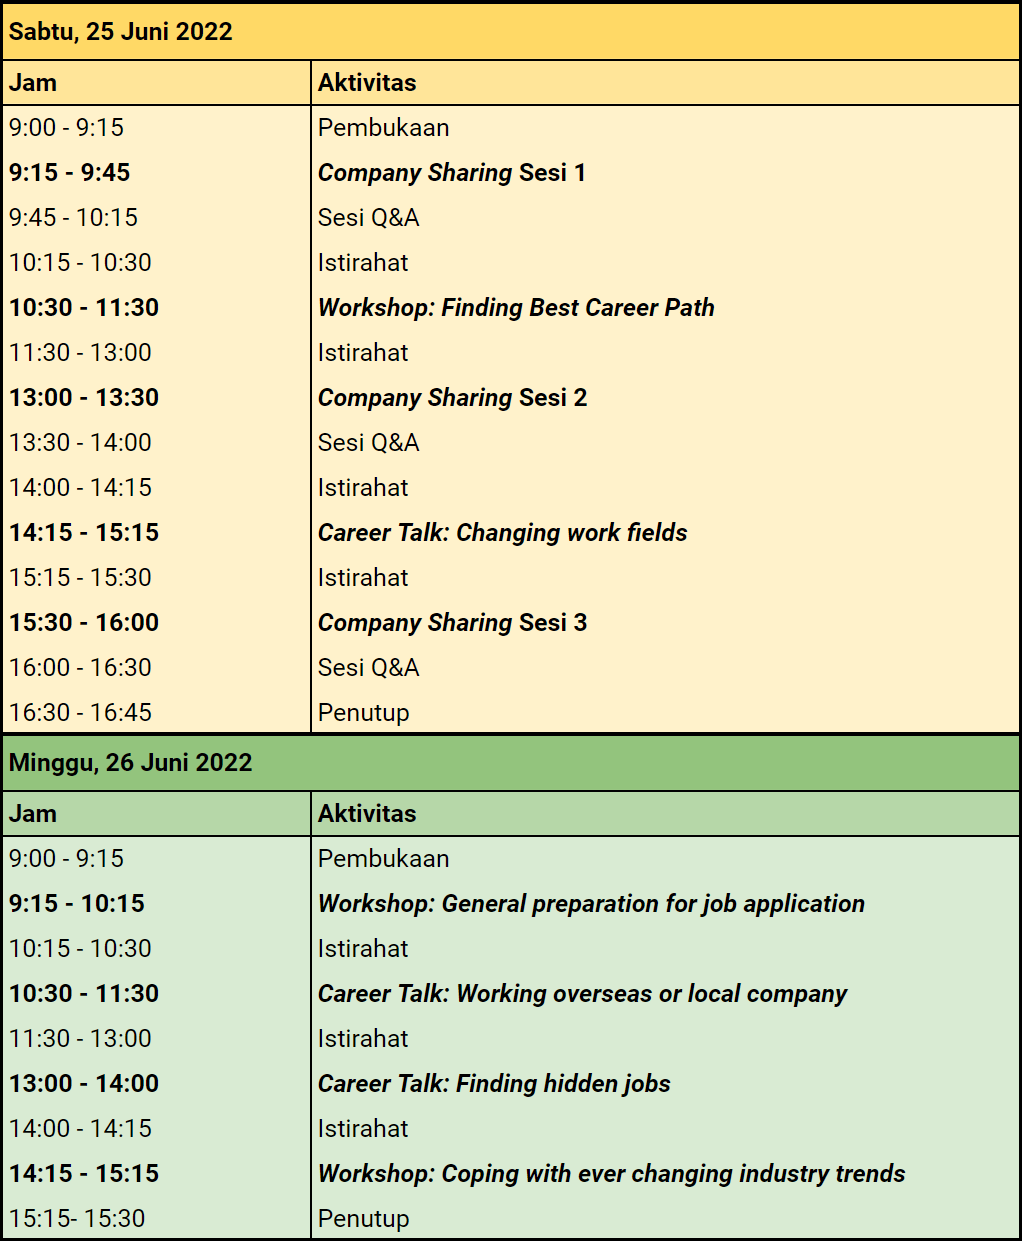 Sabtu, 25 Juni 2022
Jam Aktivitas
9:00 - 9:15 Pembukaan
9:15 - 9:45 Company Sharing Sesi 1
9:45 - 10:15 Sesi Q&A
10:15 - 10:30 Istirahat
10:30 - 11:30 Workshop: Finding Best Career Path
11:30 - 13:00 Istirahat
13:00 - 13:30 Company Sharing Sesi 2
13:30 - 14:00 Sesi Q&A
14:00 - 14:15 Istirahat
14:15 - 15:15 Career Talk: Changing work fields
15:15 - 15:30 Istirahat
15:30 - 16:00 Company Sharing Sesi 3
16:00 - 16:30 Sesi Q&A
16:30 - 16:45 Penutup
Minggu, 26 Juni 2022
Jam Aktivitas
9:00 - 9:15 Pembukaan
9:15 - 10:15 Workshop: General preparation for job application
10:15 - 10:30 Istirahat
10:30 - 11:30 Career Talk: Working overseas or local company
11:30 - 13:00 Istirahat
13:00 - 14:00 Career Talk: Finding hidden jobs
14:00 - 14:15 Istirahat
14:15 - 15:15 Workshop: Coping with ever changing industry trends
15:15- 15:30 Penutup